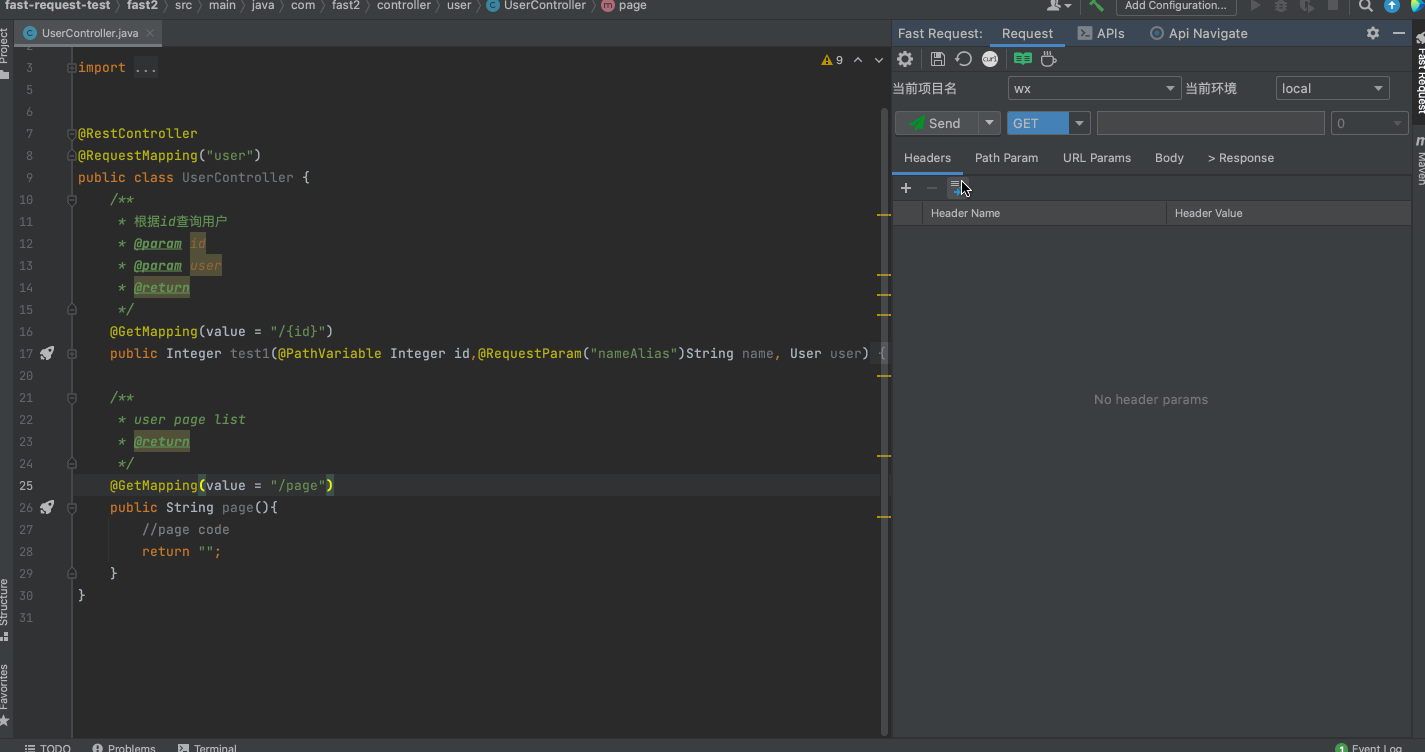 fast-request-test fast2 src main java com fast2 controller user UserController page
Add Configuration...
Project
UserController.java
9
3 import ...
5
6
7 @RestController
8 @RequestMapping("user")
9 public class UserController {
10 /**
11 * 根据id查询用户
12 * @param id
13 * @param user
14 * @return
15 */
16 @GetMapping(value = "/{id}")
17 public Integer test1(@PathVariable Integer id,@RequestParam("nameAlias")String name, User user) {
20
21 /**
22 * user page list
23 * @return
24 */
25 @GetMapping(value = "/page")
26 public String page(){
27 //page code
28 return "";
29 }
30 }
31
Structure
Favorites
Fast Request: Request APIs Api Navigate
curl
当前项目名 wx 当前环境 local
Send GET 0
Headers Path Param URL Params Body > Response
Header Name Header Value
No header params
Fast Request
Maven
TODO Problems Terminal
1 Event Log